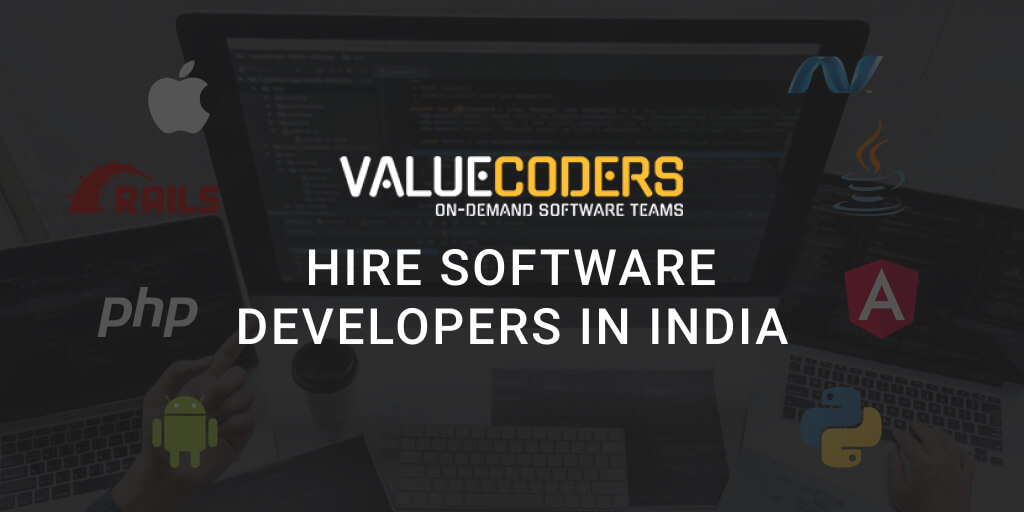 VALUECODERS
ON-DEMAND SOFTWARE TEAMS
HIRE SOFTWARE
DEVELOPERS IN INDIA
RAILS
php
A